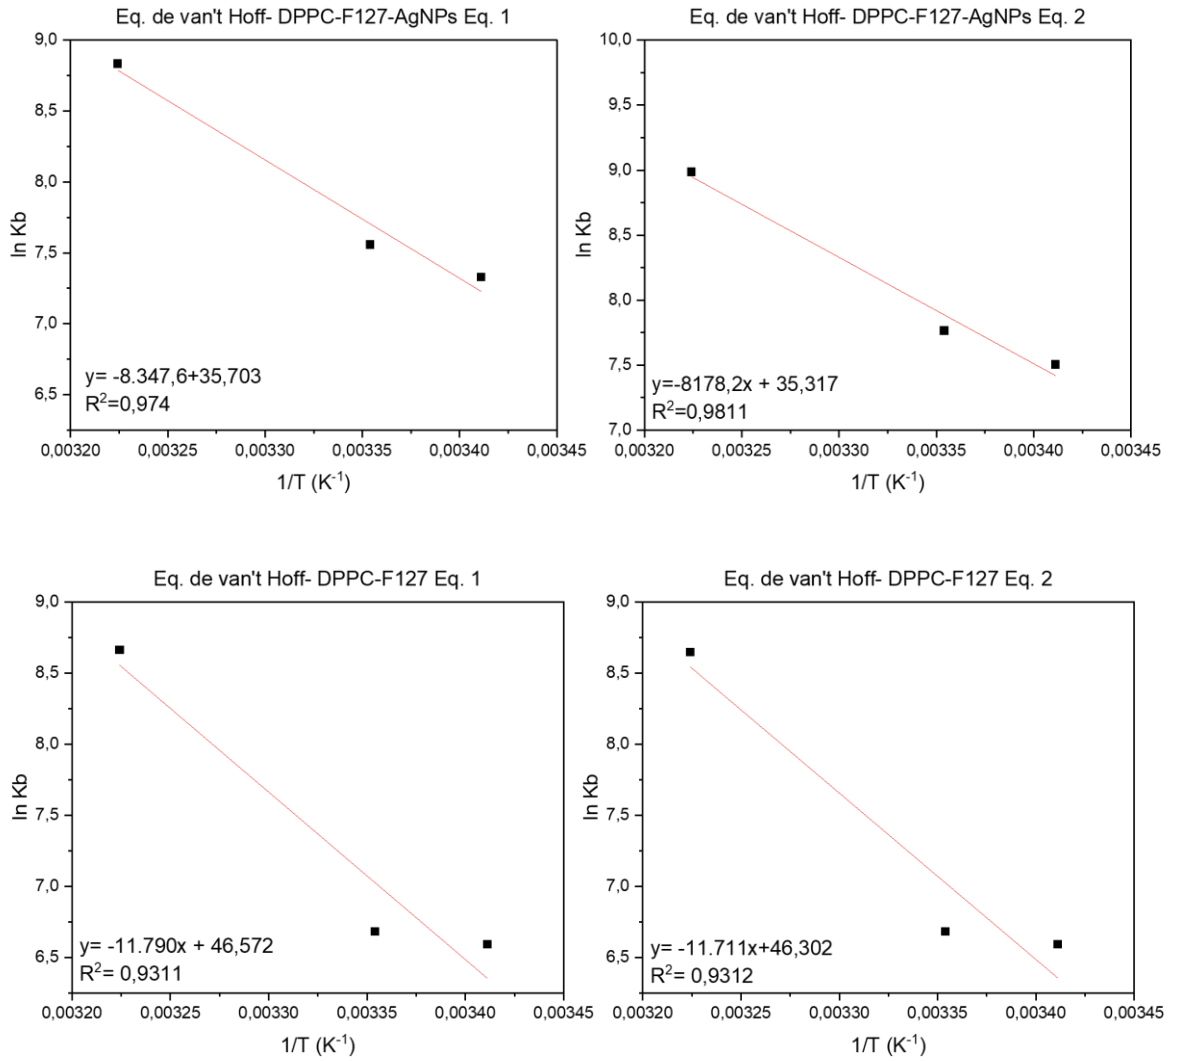 Eq. de van't Hoff- DPPC-F127-AgNPs Eq. 1
9,0
8,5
8,0
7,5
7,0
6,5
ln Kb
y= -8.347,6+35,703
R²=0,974
0,00320 0,00325 0,00330 0,00335 0,00340 0,00345
1/T (K⁻¹)
Eq. de van't Hoff- DPPC-F127-AgNPs Eq. 2
10,0
9,5
9,0
8,5
8,0
7,5
7,0
ln Kb
y=-8178,2x + 35,317
R²=0,9811
0,00320 0,00325 0,00330 0,00335 0,00340 0,00345
1/T (K⁻¹)
Eq. de van't Hoff- DPPC-F127 Eq. 1
9,0
8,5
8,0
7,5
7,0
6,5
ln Kb
y= -11.790x + 46,572
R²= 0,9311
0,00320 0,00325 0,00330 0,00335 0,00340 0,00345
1/T (K⁻¹)
Eq. de van't Hoff- DPPC-F127 Eq. 2
9,0
8,5
8,0
7,5
7,0
6,5
ln Kb
y= -11.711x+46,302
R²= 0,9312
0,00320 0,00325 0,00330 0,00335 0,00340 0,00345
1/T (K⁻¹)